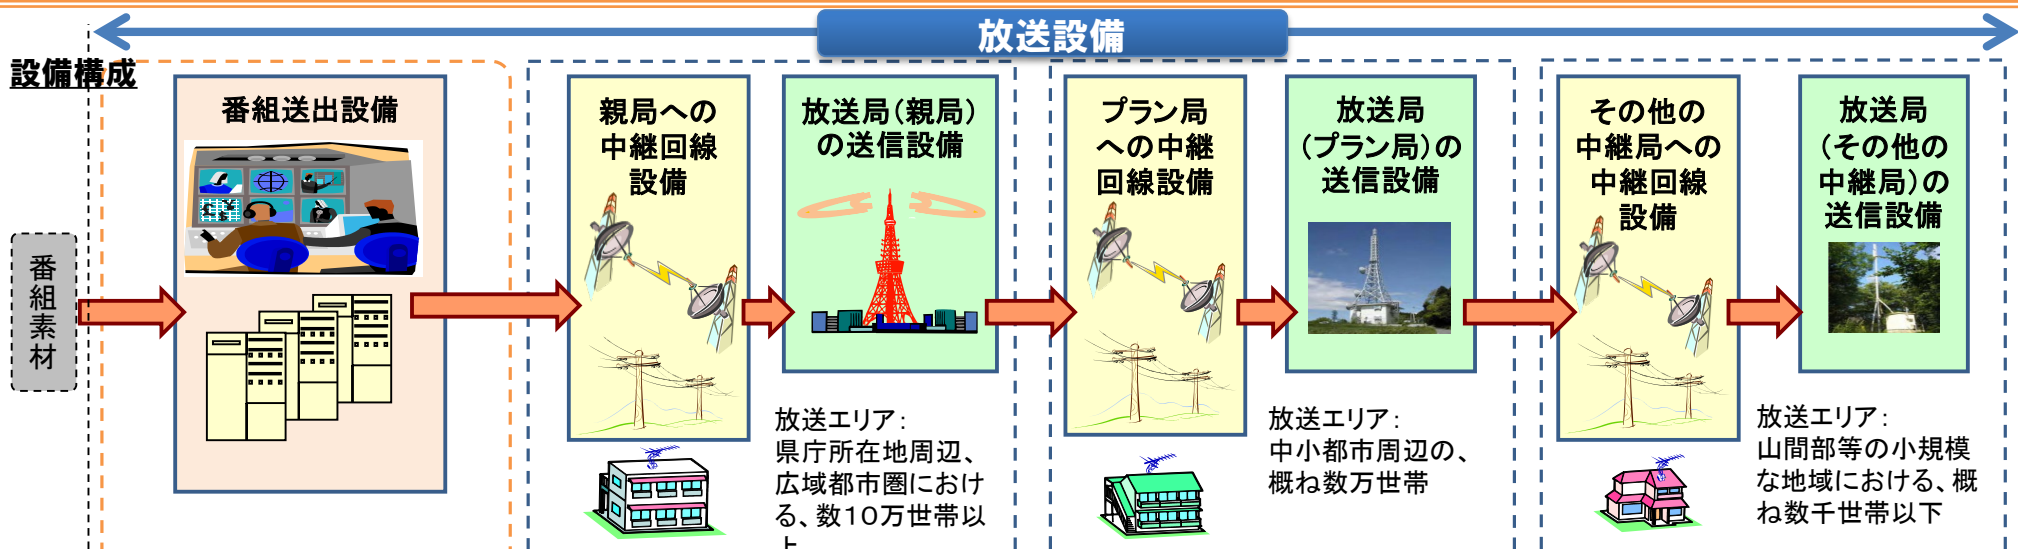 放送設備
設備構成
番組素材
番組送出設備
親局への
中継回線
設備
放送局（親局）
の送信設備
放送エリア：
県庁所在地周辺、
広域都市圏におけ
る、数１０万世帯以
上
プラン局
への中継
回線設備
放送局
（プラン局）の
送信設備
放送エリア：
中小都市周辺の、
概ね数万世帯
その他の
中継局への
中継回線
設備
放送局
（その他の
中継局）の
送信設備
放送エリア：
山間部等の小規模
な地域における、概
ね数千世帯以下